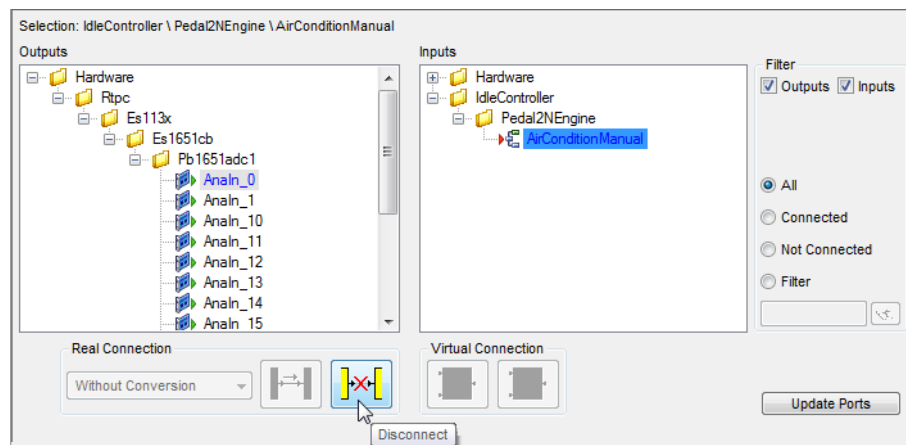 Selection: IdleController \ Pedal2NEngine \ AirConditionManual
Outputs
Hardware
Rtpc
Es113x
Es1651cb
Pb1651adc1
AnaIn_0
AnaIn_1
AnaIn_10
AnaIn_11
AnaIn_12
AnaIn_13
AnaIn_14
AnaIn_15
Inputs
Hardware
IdleController
Pedal2NEngine
AirConditionManual
Filter
Outputs Inputs
All
Connected
Not Connected
Filter
Real Connection
Without Conversion
Disconnect
Virtual Connection
Update Ports